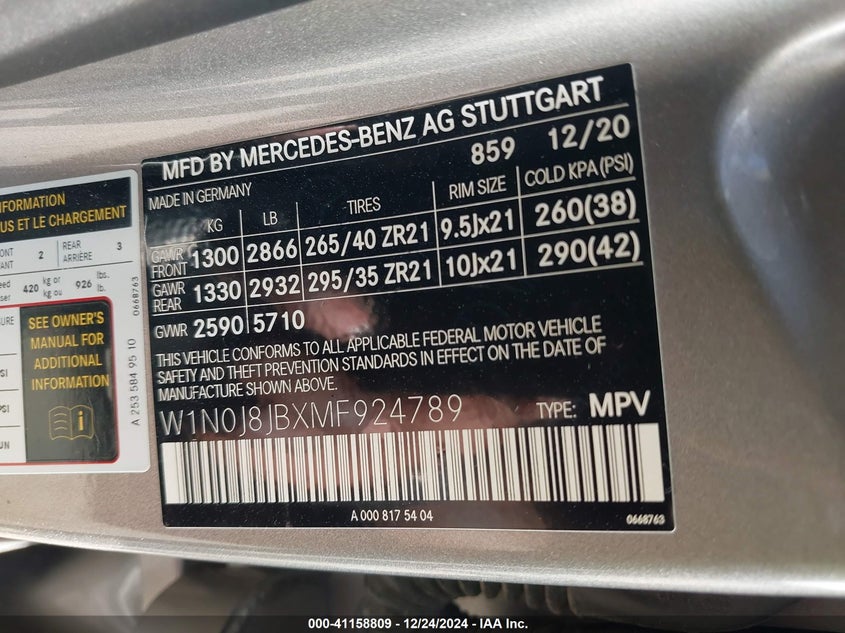 MFD BY MERCEDES-BENZ AG STUTTGART
859 12/20
MADE IN GERMANY
KG LB TIRES RIM SIZE COLD KPA (PSI)
GAWR FRONT 1300 2866 265/40 ZR21 9.5Jx21 260(38)
GAWR REAR 1330 2932 295/35 ZR21 10Jx21 290(42)
GVWR 2590 5710
THIS VEHICLE CONFORMS TO ALL APPLICABLE FEDERAL MOTOR VEHICLE
SAFETY AND THEFT PREVENTION STANDARDS IN EFFECT ON THE DATE OF
MANUFACTURE SHOWN ABOVE.
W1N0J8JBXMF924789 TYPE: MPV
A 000 817 54 04 0668763
NFORMATION
US ET LE CHARGEMENT
2 REAR ARRIÈRE 3
420 kg or kg ou 926 lbs. lb.
SEE OWNER'S
MANUAL FOR
ADDITIONAL
INFORMATION
0668763
A 253 584 95 10
000-41158809 - 12/24/2024 - IAA Inc.